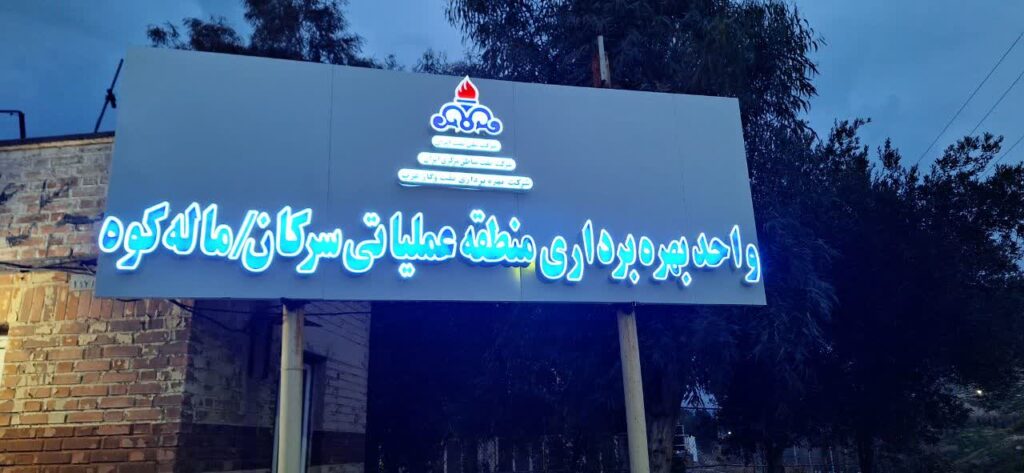 شرکت ملی نفت ایران
شرکت نفت مناطق مرکزی ایران
شرکت بهره برداری نفت و گاز غرب
واحد بهره برداری منطقه عملیاتی سرکان/ماله کوه